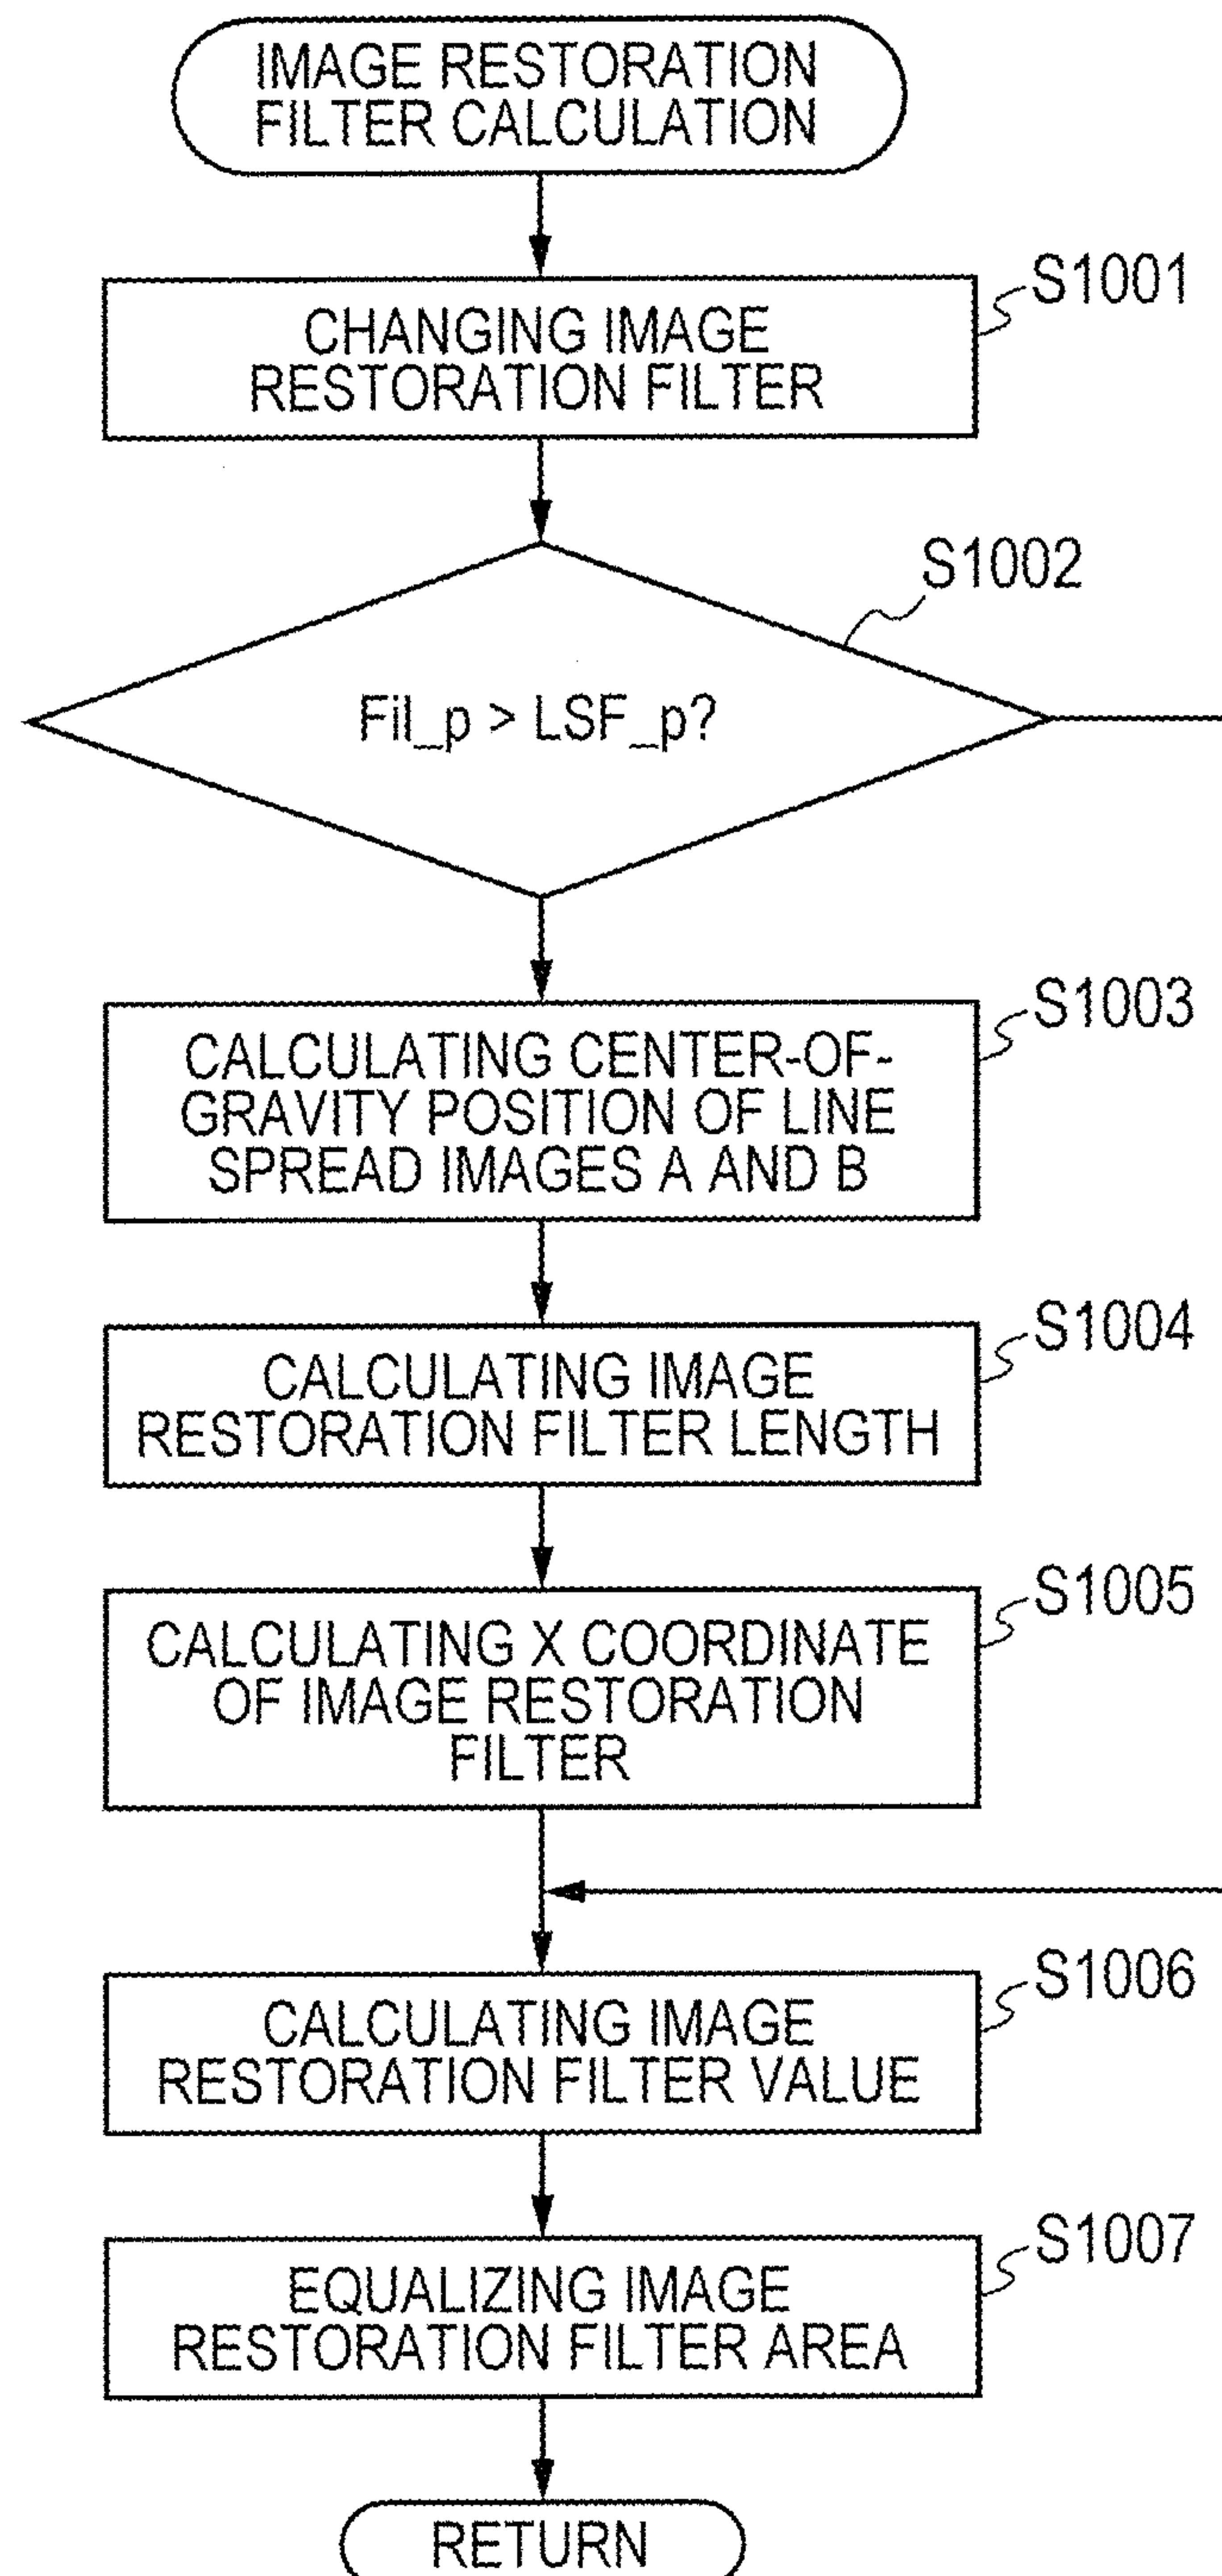 IMAGE RESTORATION
FILTER CALCULATION
S1001
CHANGING IMAGE
RESTORATION FILTER
S1002
Fil_p > LSF_p?
S1003
CALCULATING CENTER-OF-
GRAVITY POSITION OF LINE
SPREAD IMAGES A AND B
S1004
CALCULATING IMAGE
RESTORATION FILTER LENGTH
S1005
CALCULATING X COORDINATE
OF IMAGE RESTORATION
FILTER
S1006
CALCULATING IMAGE
RESTORATION FILTER VALUE
S1007
EQUALIZING IMAGE
RESTORATION FILTER AREA
RETURN